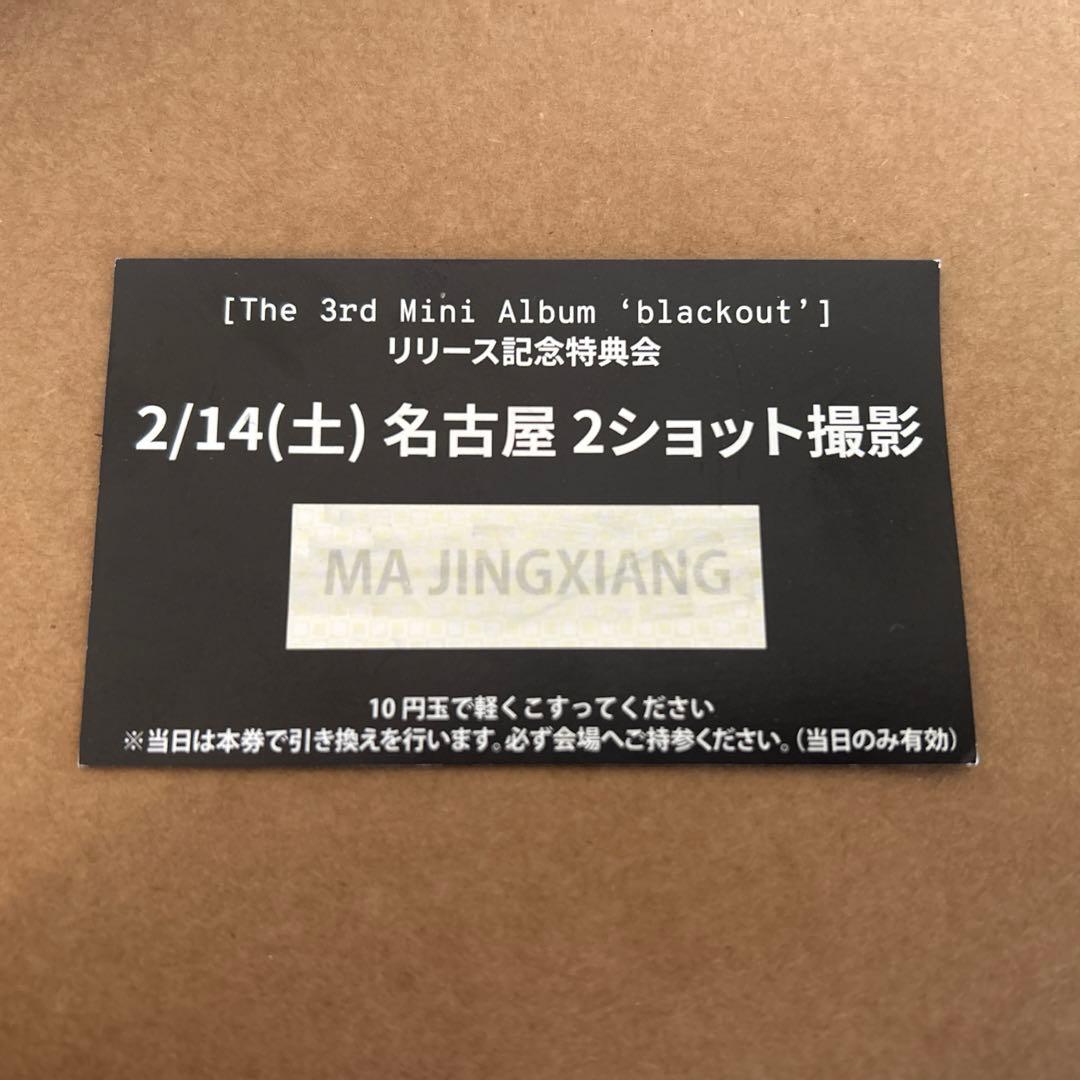 [The 3rd Mini Album ‘blackout’]
リリース記念特典会
2/14(土) 名古屋 2ショット撮影
MA JINGXIANG
10円玉で軽くこすってください
※当日は本券で引き換えを行います。必ず会場へご持参ください。(当日のみ有効)